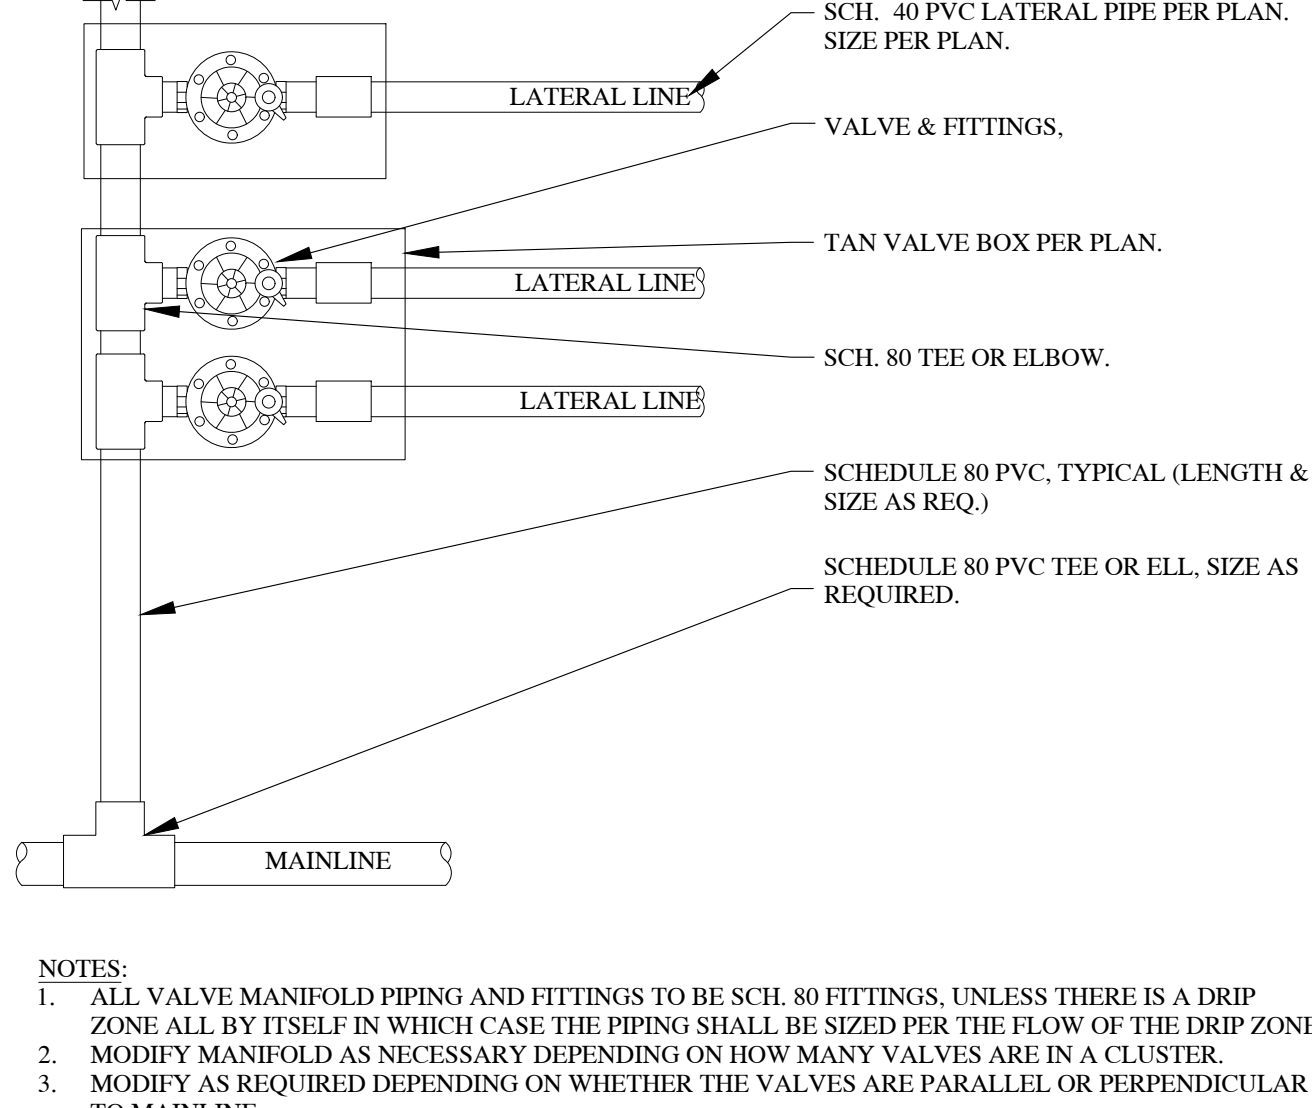 SCH. 40 PVC LATERAL PIPE PER PLAN.
SIZE PER PLAN.
LATERAL LINE
VALVE & FITTINGS,
TAN VALVE BOX PER PLAN.
LATERAL LINE
SCH. 80 TEE OR ELBOW.
LATERAL LINE
SCHEDULE 80 PVC, TYPICAL (LENGTH &
SIZE AS REQ.)
SCHEDULE 80 PVC TEE OR ELL, SIZE AS
REQUIRED.
MAINLINE
NOTES:
1. ALL VALVE MANIFOLD PIPING AND FITTINGS TO BE SCH. 80 FITTINGS, UNLESS THERE IS A DRIP
ZONE ALL BY ITSELF IN WHICH CASE THE PIPING SHALL BE SIZED PER THE FLOW OF THE DRIP ZONE
2. MODIFY MANIFOLD AS NECESSARY DEPENDING ON HOW MANY VALVES ARE IN A CLUSTER.
3. MODIFY AS REQUIRED DEPENDING ON WHETHER THE VALVES ARE PARALLEL OR PERPENDICULAR
TO MAINLINE